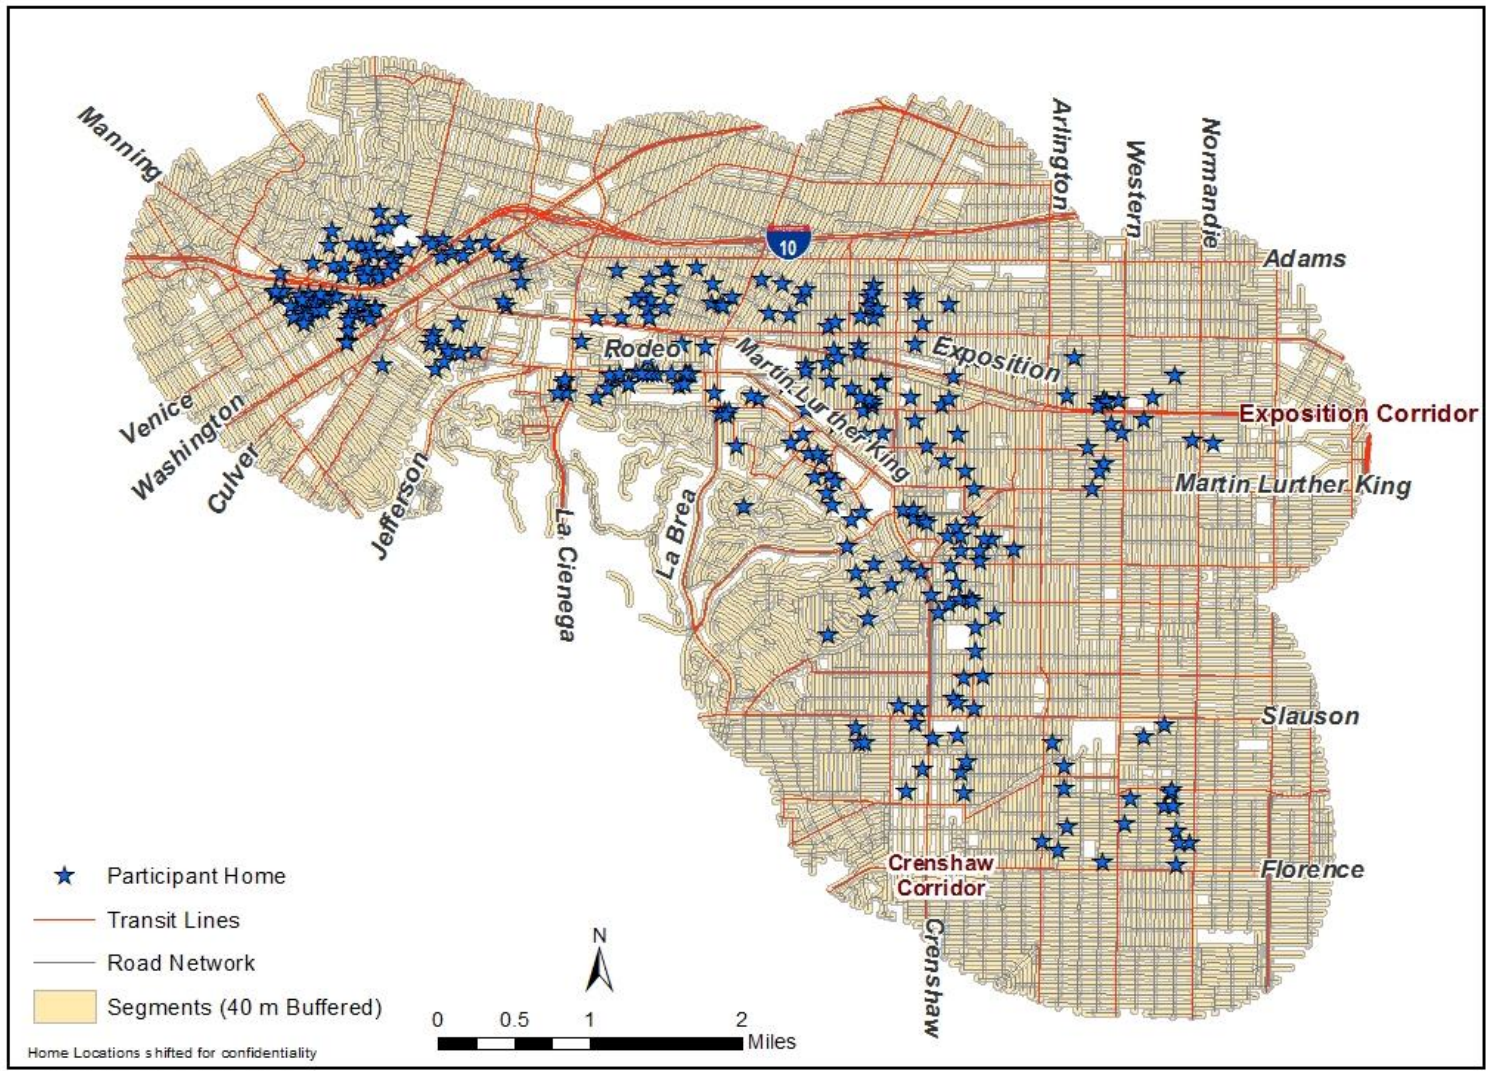 Manning
Arlington
Western
Normandie
10
Adams
Rodeo
Martin Lurther King
Exposition
Exposition Corridor
Venice
Washington
Culver
Jefferson
La Cienega
La Brea
Martin Lurther King
Slauson
Crenshaw
Corridor
Florence
Crenshaw
Participant Home
Transit Lines
Road Network
Segments (40 m Buffered)
Home Locations shifted for confidentiality
N
0 0.5 1 2
Miles